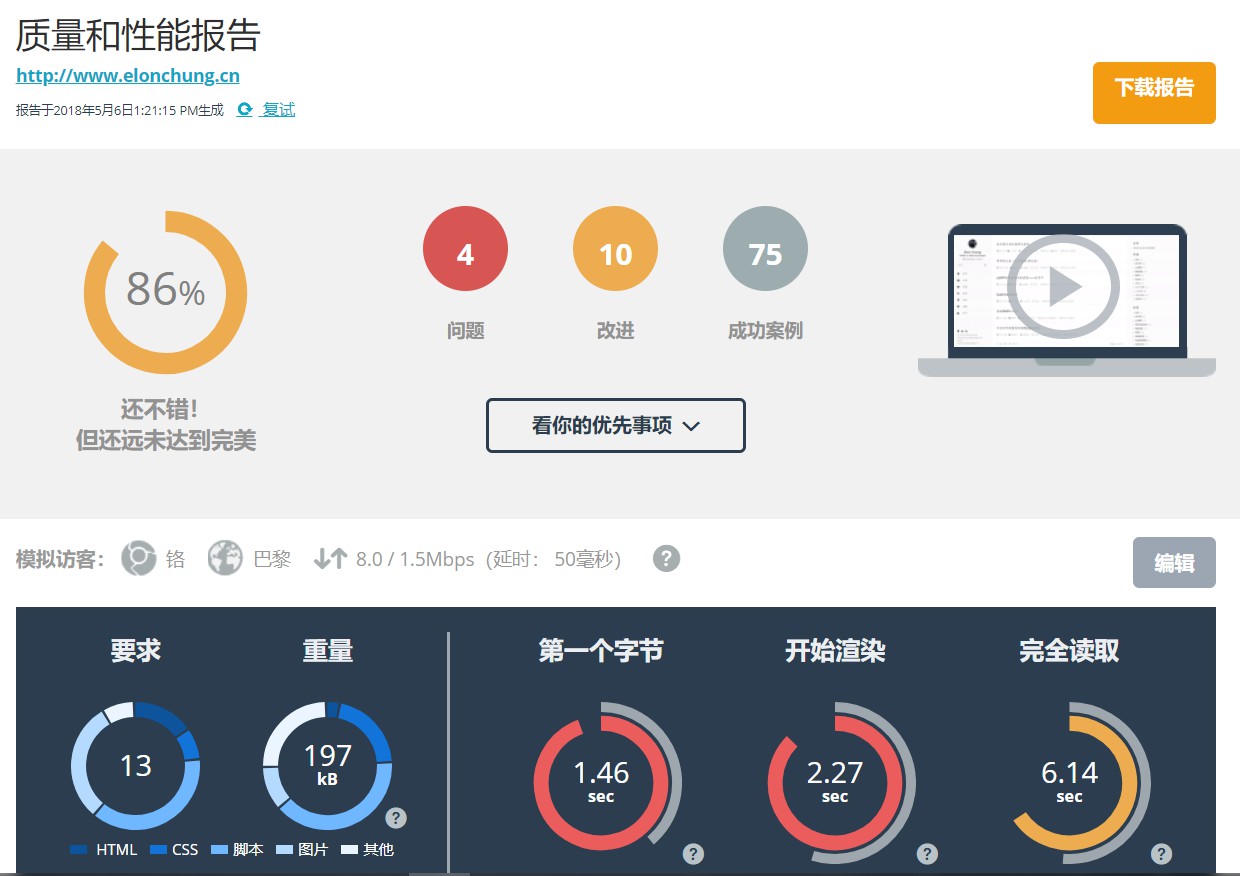 质量和性能报告
http://www.elonchung.cn
报告于2018年5月6日1:21:15 PM生成 复试
下载报告
86%
还不错！
但还远未达到完美
4
问题
10
改进
75
成功案例
看你的优先事项
模拟访客： 铬 巴黎 8.0 / 1.5Mbps (延时： 50毫秒) ?
编辑
要求
13
重量
197
kB
?
HTML CSS 脚本 图片 其他
第一个字节
1.46
sec
?
开始渲染
2.27
sec
?
完全读取
6.14
sec
?